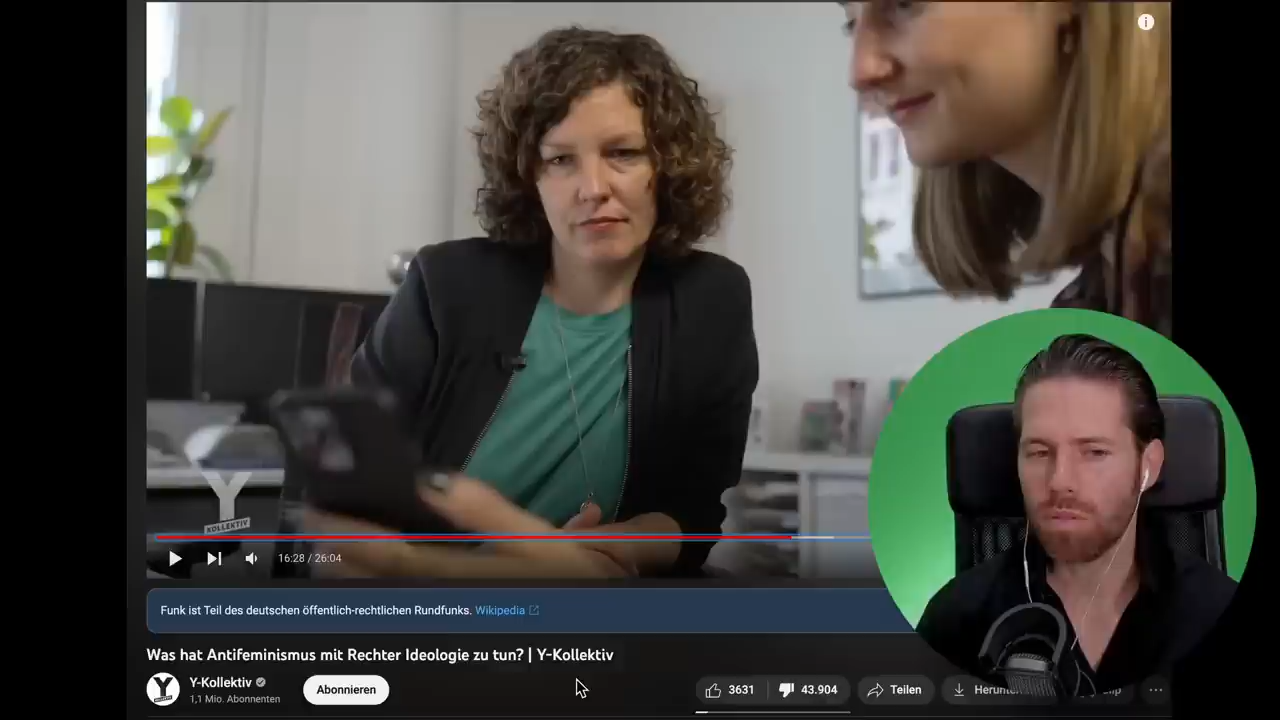 Y
KOLLEKTIV
16:28 / 26:04
Funk ist Teil des deutschen öffentlich-rechtlichen Rundfunks. Wikipedia
Was hat Antifeminismus mit Rechter Ideologie zu tun? | Y-Kollektiv
Y-Kollektiv
1,1 Mio. Abonnenten
Abonnieren
3631
43.904
Teilen